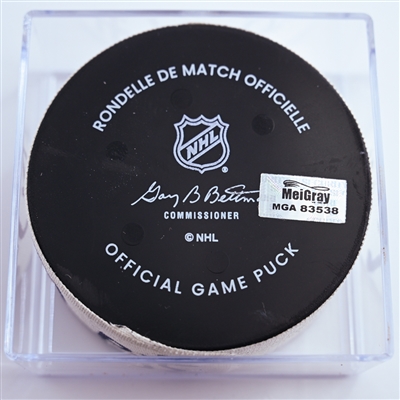 RONDELLE DE MATCH OFFICIELLE
NHL
Gary B Bettman
COMMISSIONER
© NHL
OFFICIAL GAME PUCK
MeiGray
MGA 83538